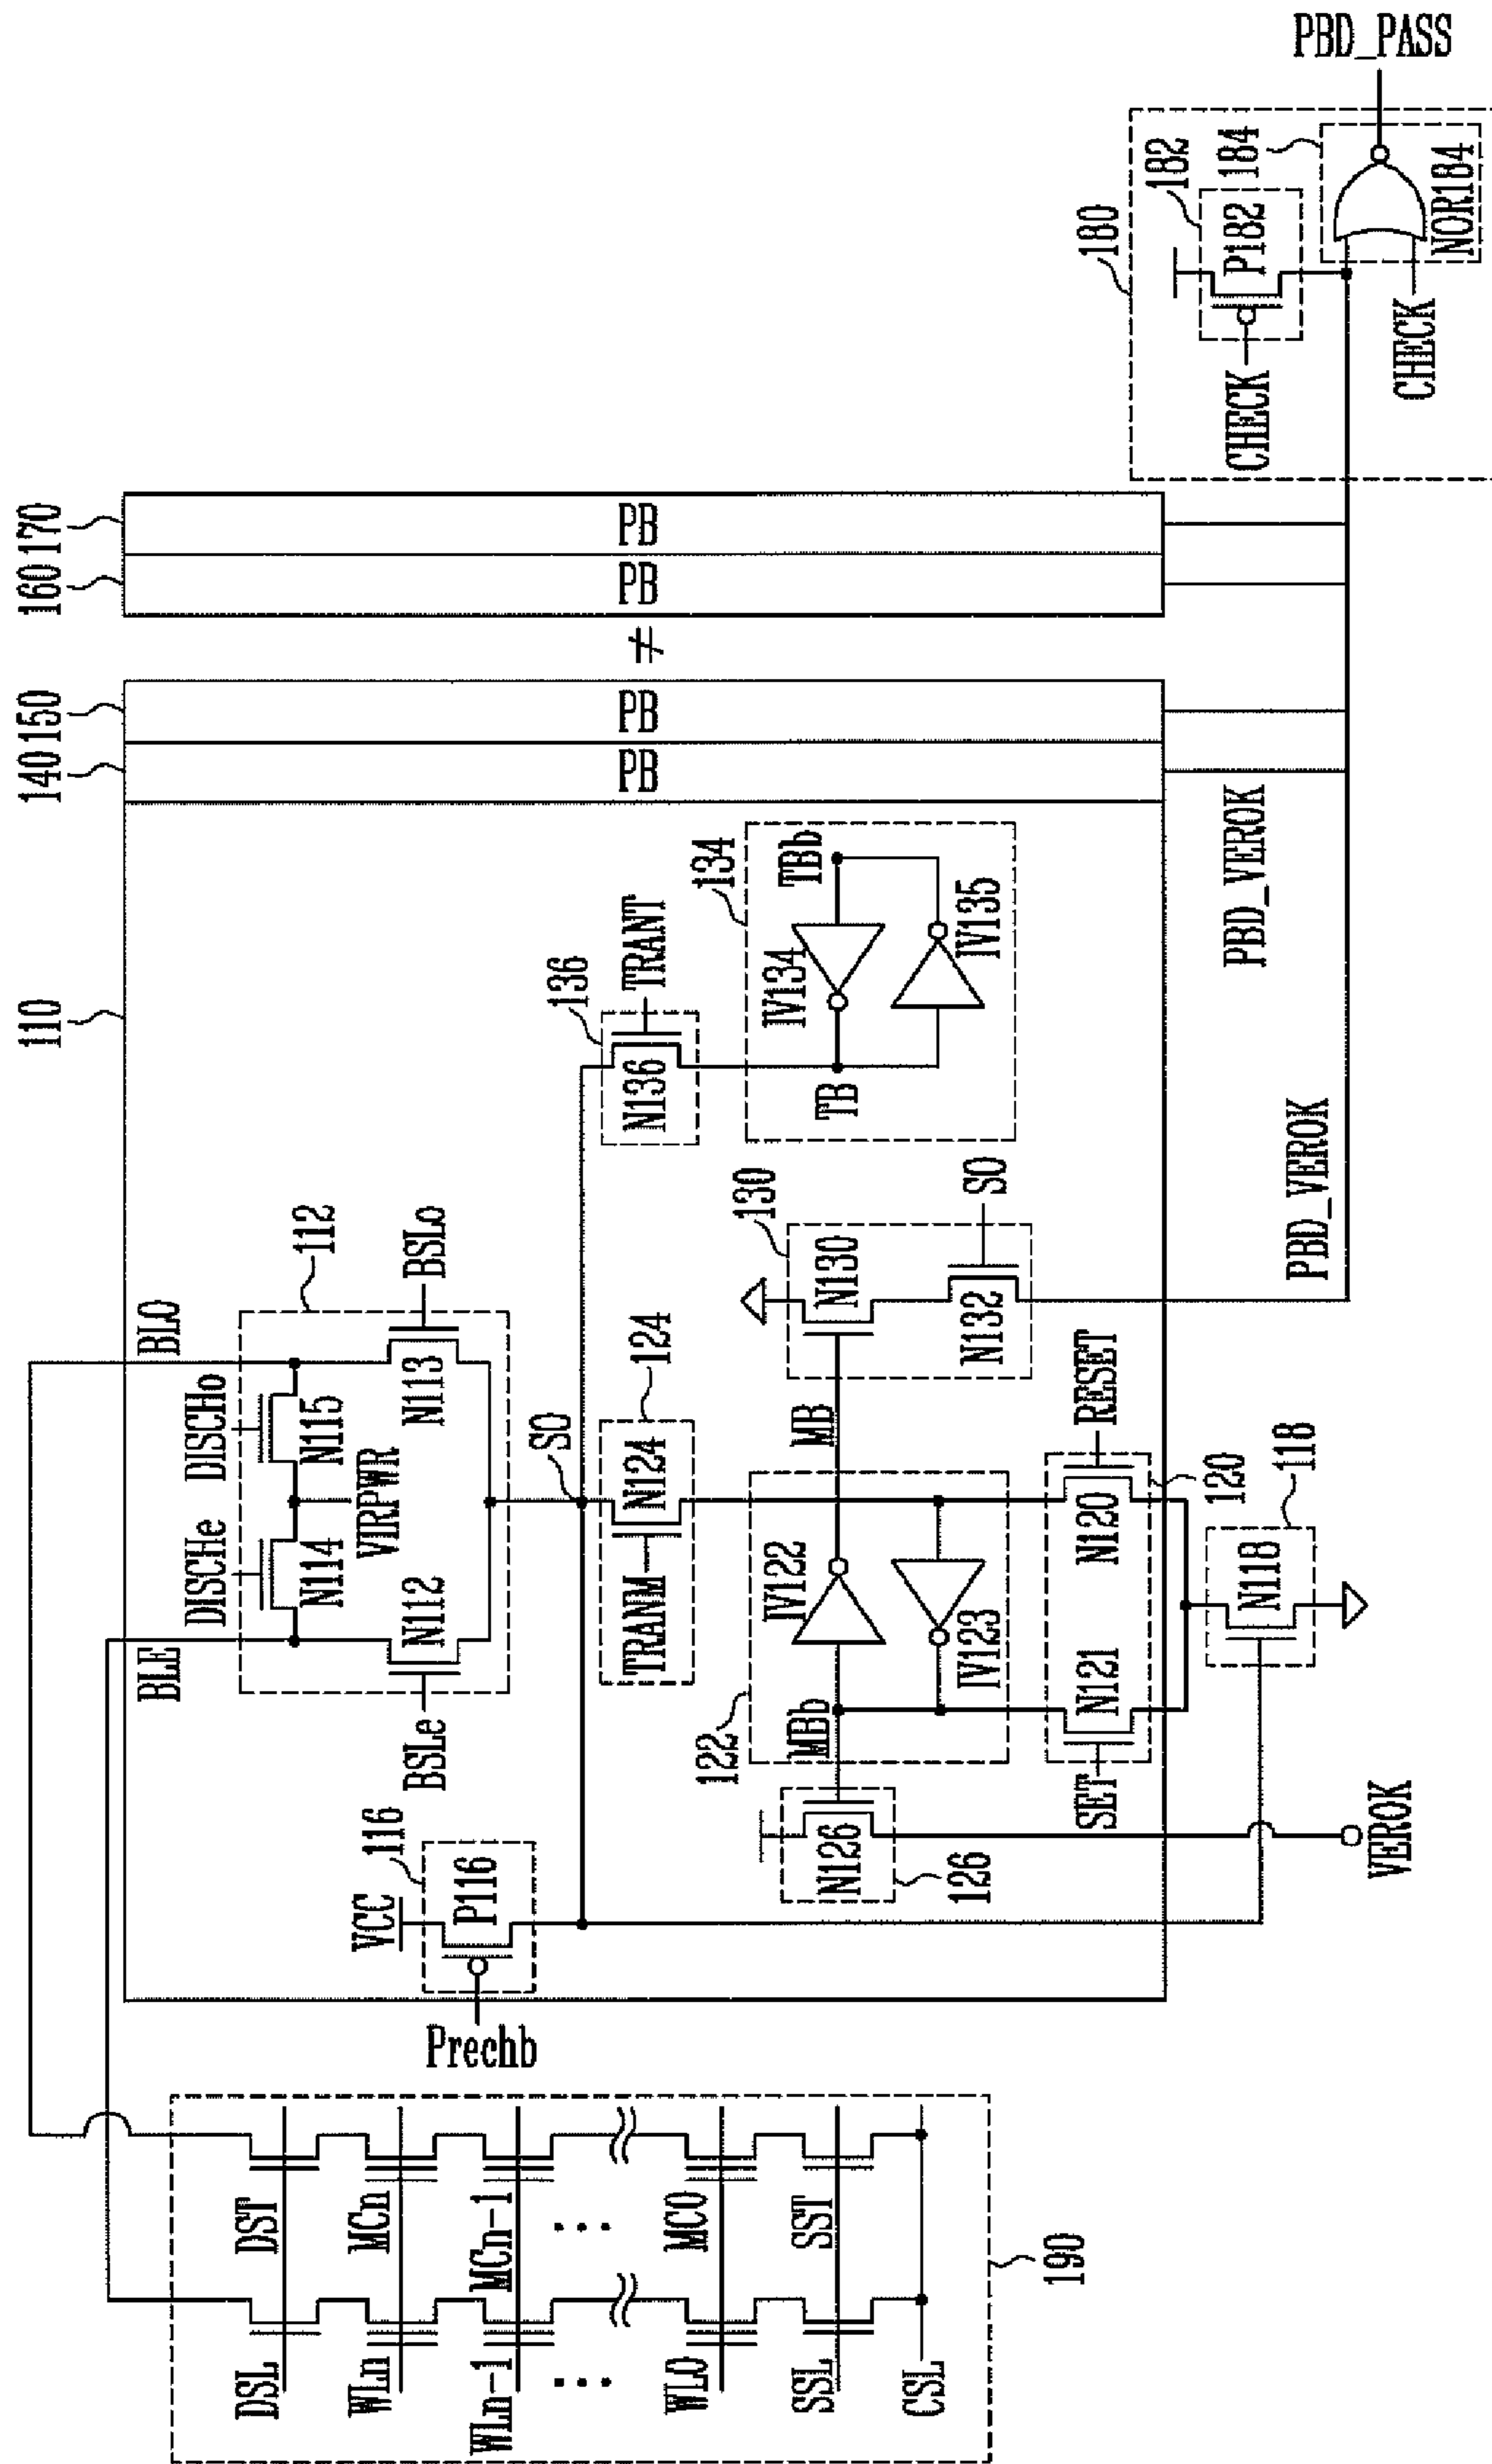 110
140
150
160
170
BLE
BLO
DISCHe
DISCHo
N114
N115
VIRPWR
112
BSLe
N112
N113
BSLo
VCC
116
P116
Prechb
SO
TRANM
N124
124
136
N136
TRANT
134
IV134
TBb
TB
IV135
122
MBb
IV122
MB
IV123
N126
126
130
N130
N132
SO
SET
N121
N120
RESET
120
118
N118
VEROK
PBD_VEROK
PBD_VEROK
PB
PB
PB
PB
180
182
P182
CHECK
184
NOR184
CHECK
PBD_PASS
DSL
DST
WLn
MCn
WLn-1
MCn-1
...
...
WL0
MC0
SSL
SST
CSL
190